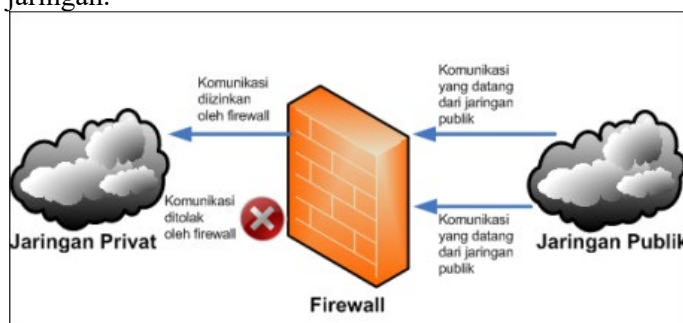 jaringan.
Komunikasi
diizinkan
oleh firewall
Komunikasi
yang datang
dari jaringan
publik
Komunikasi
ditolak
oleh firewall
Jaringan Privat
Komunikasi
yang datang
dari jaringan
publik
Jaringan Publik
Firewall